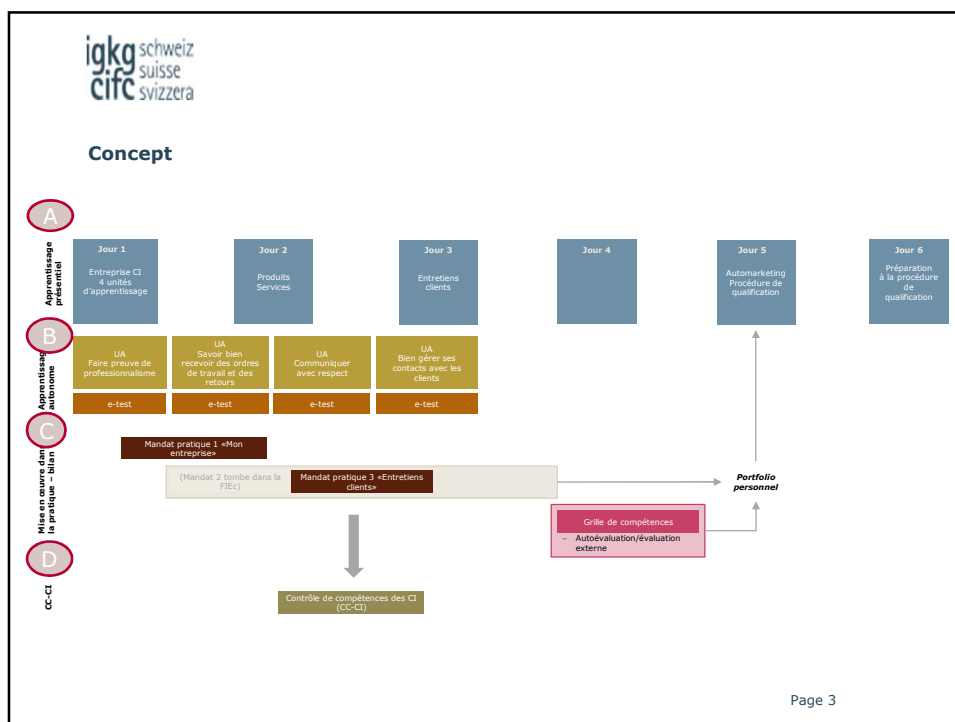 igkg schweiz
suisse
cifc svizzera
Concept
A
Apprentissage
présentiel
Jour 1
Entreprise CI
4 unités
d'apprentissage
Jour 2
Produits
Services
Jour 3
Entretiens
clients
Jour 4
Jour 5
Automarketing
Procédure de
qualification
Jour 6
Préparation
à la procédure
de
qualification
B
Apprentissag
autonome
UA
Faire preuve de
professionnalisme
UA
Savoir bien
recevoir des ordres
de travail et des
retours
UA
Communiquer
avec respect
UA
Bien gérer ses
contacts avec les
clients
e-test
e-test
e-test
e-test
C
Mise en œuvre dan
la pratique – bilan
Mandat pratique 1 «Mon
entreprise»
(Mandat 2 tombe dans la
FIEc)
Mandat pratique 3 «Entretiens
clients»
Portfolio
personnel
Grille de compétences
– Autoévaluation/évaluation
externe
D
CC-CI
Contrôle de compétences des CI
(CC-CI)
Page 3